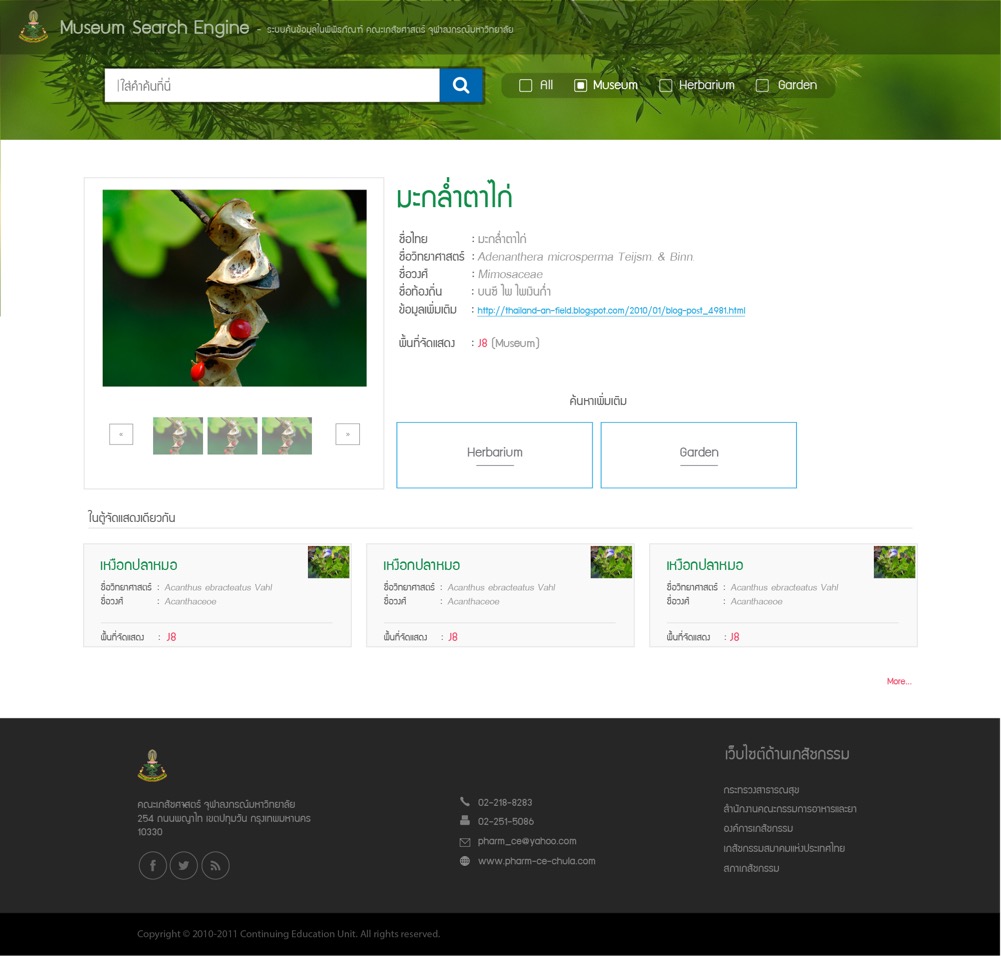 Museum Search Engine - ระบบค้นข้อมูลในพิพิธภัณฑ์ คณะเภสัชศาสตร์ จุฬาลงกรณ์มหาวิทยาลัย
ใส่คำค้นที่นี่
All Museum Herbarium Garden
มะกล่ำตาไก่
ชื่อไทย : มะกล่ำตาไก่
ชื่อวิทยาศาสตร์ : Adenanthera microsperma Teijsm. & Binn.
ชื่อวงศ์ : Mimosaceae
ชื่อท้องถิ่น : บนซี ไพ ไพเงินก่ำ
ข้อมูลเพิ่มเติม : http://thailand-an-field.blogspot.com/2010/01/blog-post_4981.html
พื้นที่จัดแสดง : J8 (Museum)
ค้นหาเพิ่มเติม
« »
Herbarium Garden
ในตู้จัดแสดงเดียวกัน
เหงือกปลาหมอ เหงือกปลาหมอ เหงือกปลาหมอ
ชื่อวิทยาศาสตร์ : Acanthus ebracteatus Vahl ชื่อวิทยาศาสตร์ : Acanthus ebracteatus Vahl ชื่อวิทยาศาสตร์ : Acanthus ebracteatus Vahl
ชื่อวงศ์ : Acanthaceoe ชื่อวงศ์ : Acanthaceoe ชื่อวงศ์ : Acanthaceoe
พื้นที่จัดแสดง : J8 พื้นที่จัดแสดง : J8 พื้นที่จัดแสดง : J8
More...
คณะเภสัชศาสตร์ จุฬาลงกรณ์มหาวิทยาลัย
254 ถนนพญาไท เขตปทุมวัน กรุงเทพมหานคร
10330
02-218-8283
02-251-5086
pharm_ce@yahoo.com
www.pharm-ce-chula.com
เว็บไซต์ด้านเภสัชกรรม
กระทรวงสาธารณสุข
สำนักงานคณะกรรมการอาหารและยา
องค์การเภสัชกรรม
เภสัชกรรมสมาคมแห่งประเทศไทย
สภาเภสัชกรรม
Copyright © 2010-2011 Continuing Education Unit. All rights reserved.